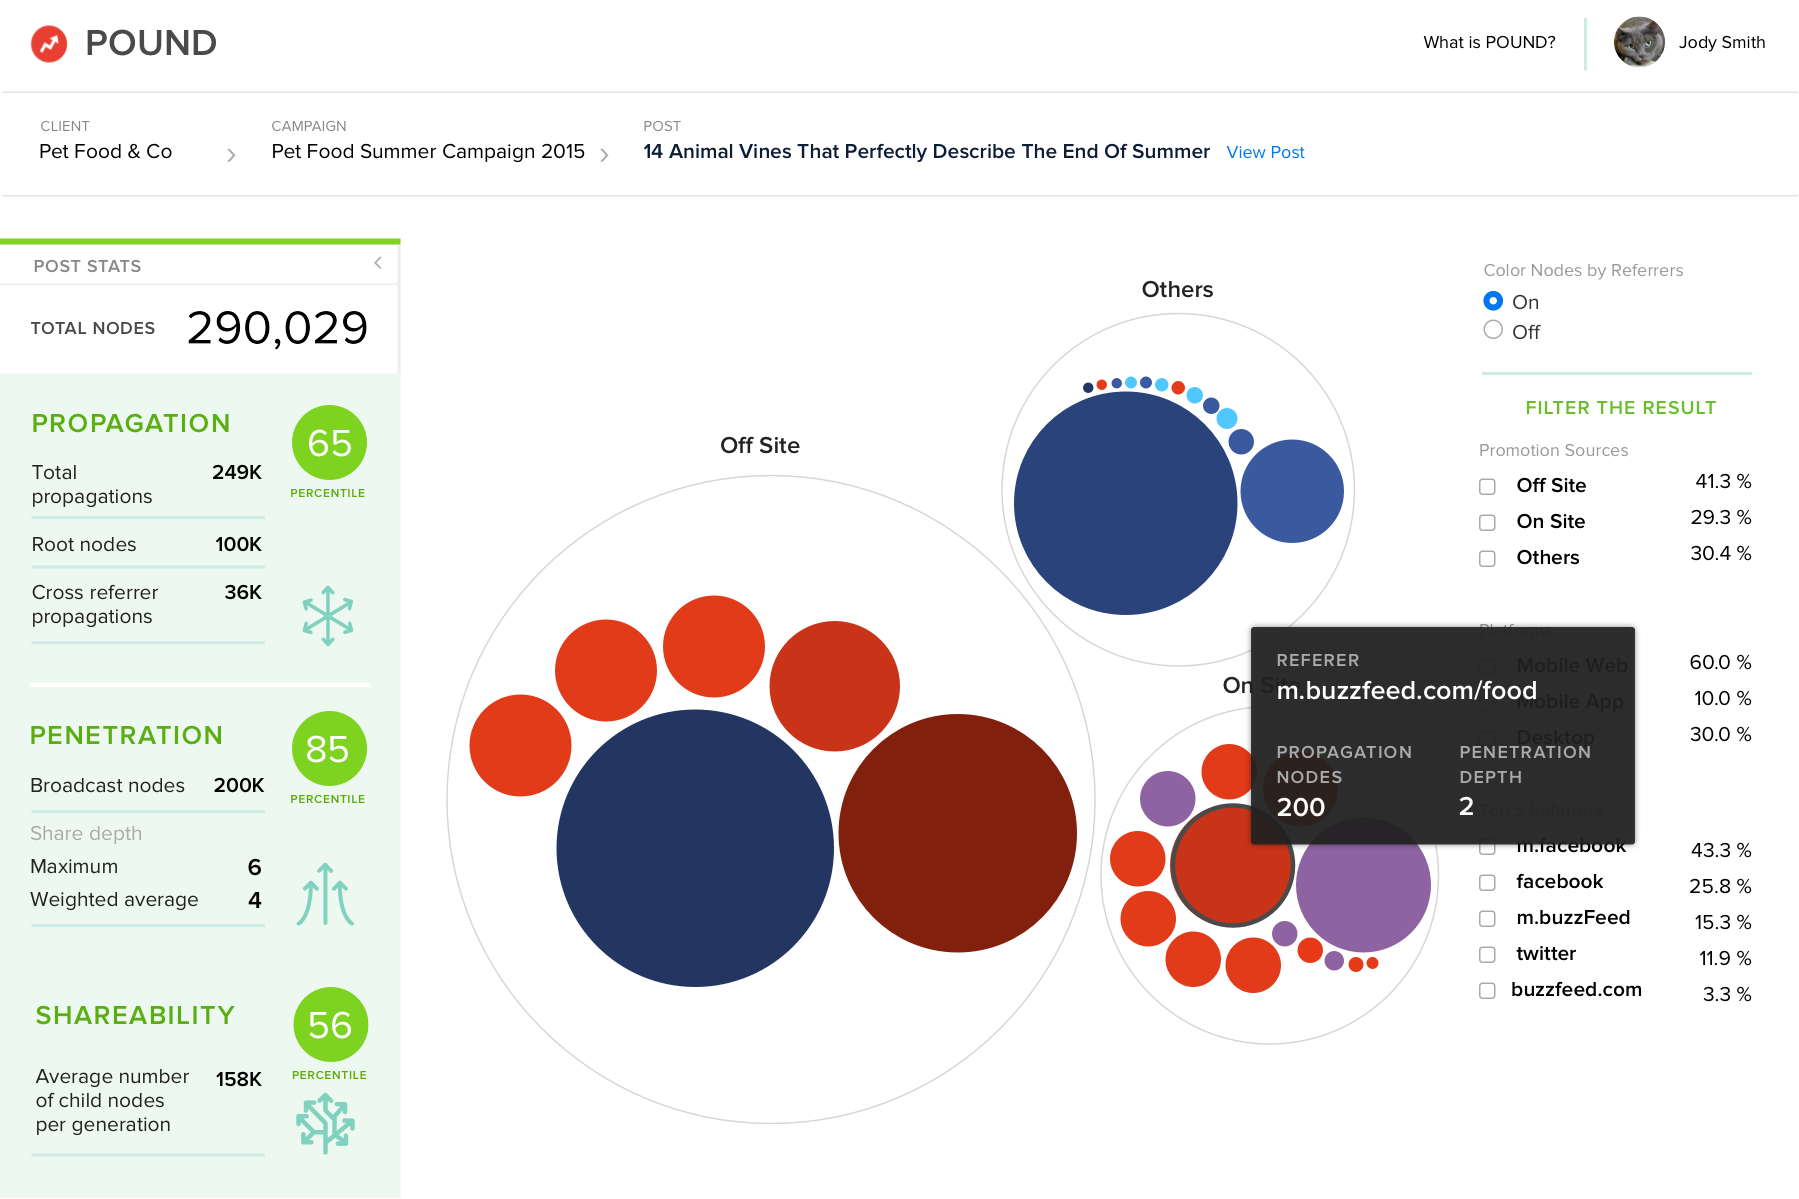 POUND
What is POUND?
Jody Smith
CLIENT
Pet Food & Co
CAMPAIGN
Pet Food Summer Campaign 2015
POST
14 Animal Vines That Perfectly Describe The End Of Summer
View Post
POST STATS
TOTAL NODES 290,029
PROPAGATION
65
PERCENTILE
Total
propagations
249K
Root nodes 100K
Cross referrer
propagations
36K
PENETRATION
85
PERCENTILE
Broadcast nodes 200K
Share depth
Maximum 6
Weighted average 4
SHAREABILITY
56
PERCENTILE
Average number
of child nodes
per generation
158K
Off Site
Others
On Site
REFERER
m.buzzfeed.com/food
PROPAGATION
NODES
200
PENETRATION
DEPTH
2
Color Nodes by Referrers
On
Off
FILTER THE RESULT
Promotion Sources
Off Site 41.3 %
On Site 29.3 %
Others 30.4 %
Platforms
Mobile Web 60.0 %
Mobile App 10.0 %
Desktop 30.0 %
Top 5 Referrers
m.facebook 43.3 %
facebook 25.8 %
m.buzzFeed 15.3 %
twitter 11.9 %
buzzfeed.com 3.3 %